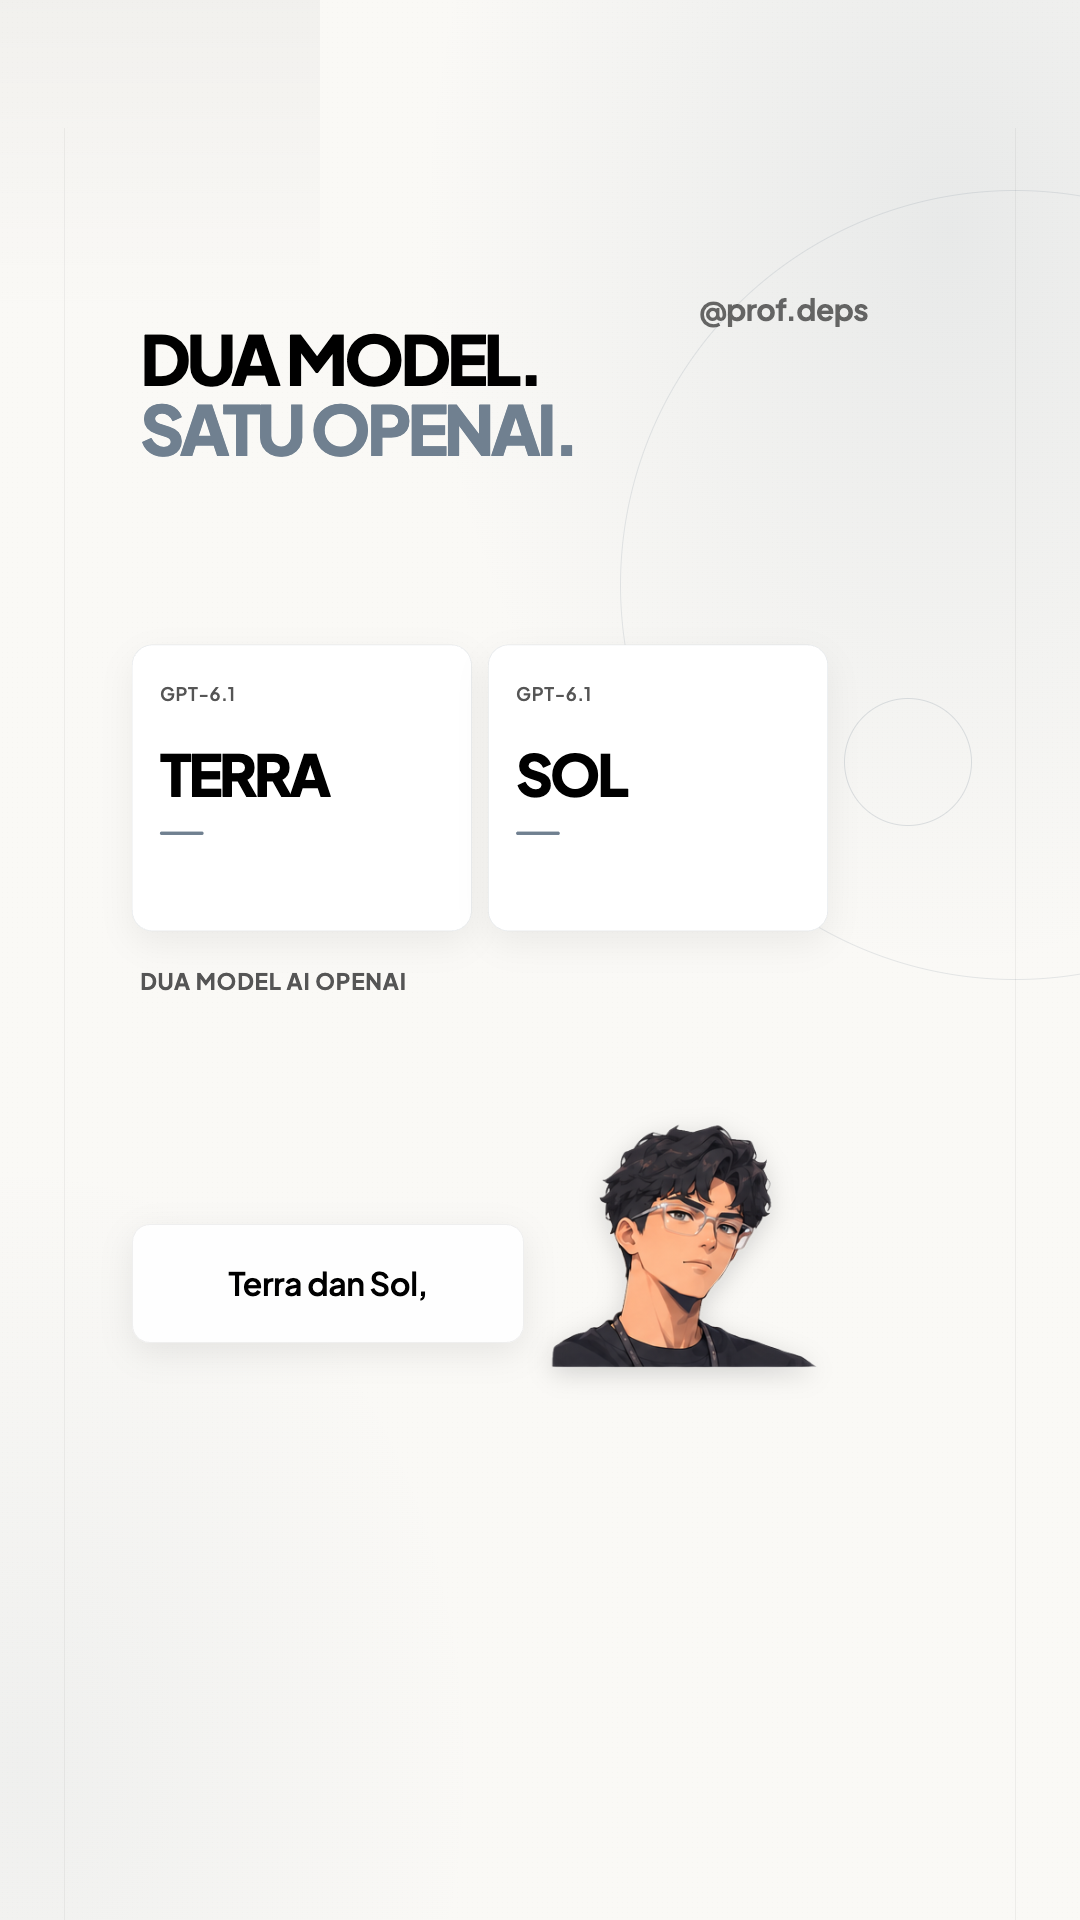 @prof.deps
DUA MODEL.
SATU OPENAI.
GPT-6.1
TERRA
GPT-6.1
SOL
DUA MODEL AI OPENAI
Terra dan Sol,